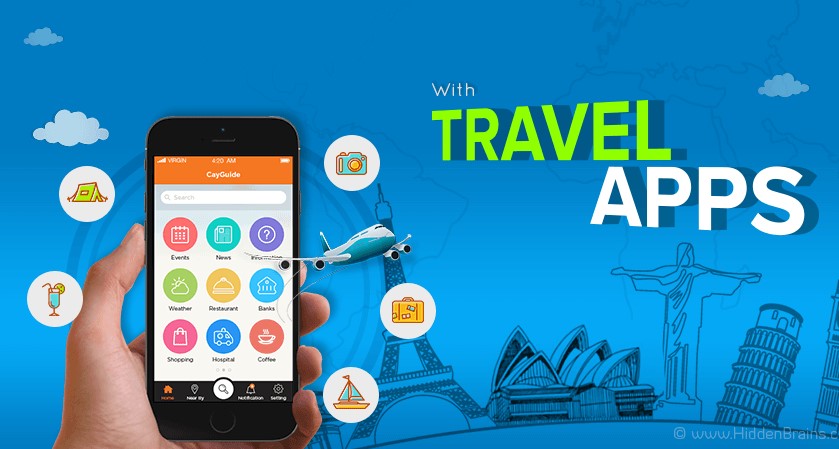 With
TRAVEL
APPS
VIRGIN 4:20 AM
CayGuide
Search
Events News Information
Weather Restaurant Banks
Shopping Hospital Coffee
Home Near By Notification Setting
© www.HiddenBrains.c